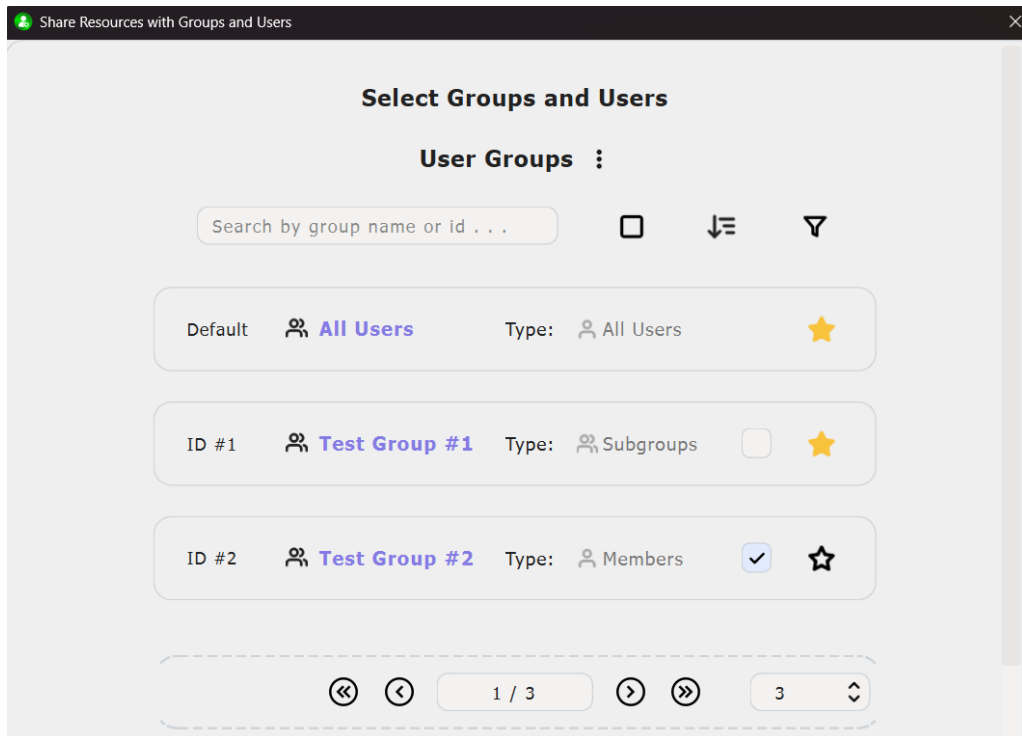 Share Resources with Groups and Users
Select Groups and Users
User Groups
Search by group name or id . . .
Default All Users Type: All Users
ID #1 Test Group #1 Type: Subgroups
ID #2 Test Group #2 Type: Members
1 / 3 3